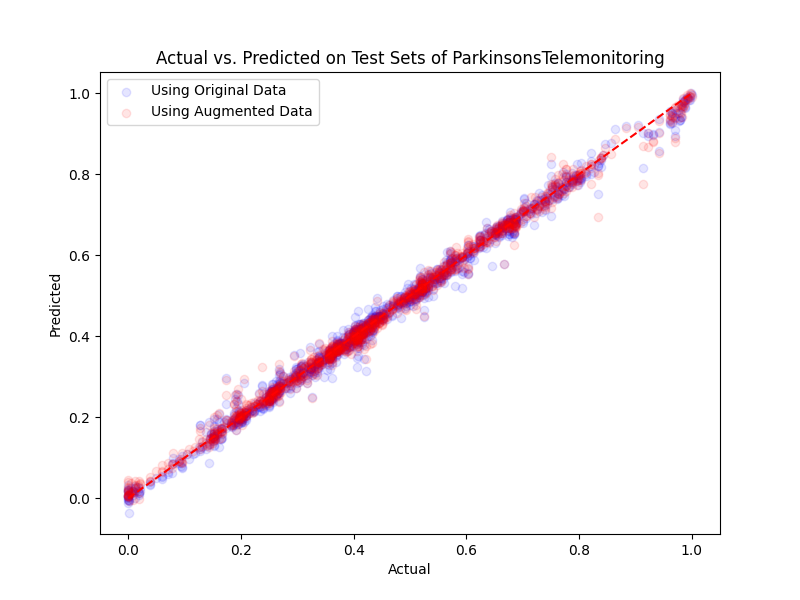 Actual vs. Predicted on Test Sets of ParkinsonsTelemonitoring
Using Original Data
Using Augmented Data
1.0
0.8
0.6
0.4
0.2
0.0
Predicted
0.0 0.2 0.4 0.6 0.8 1.0
Actual